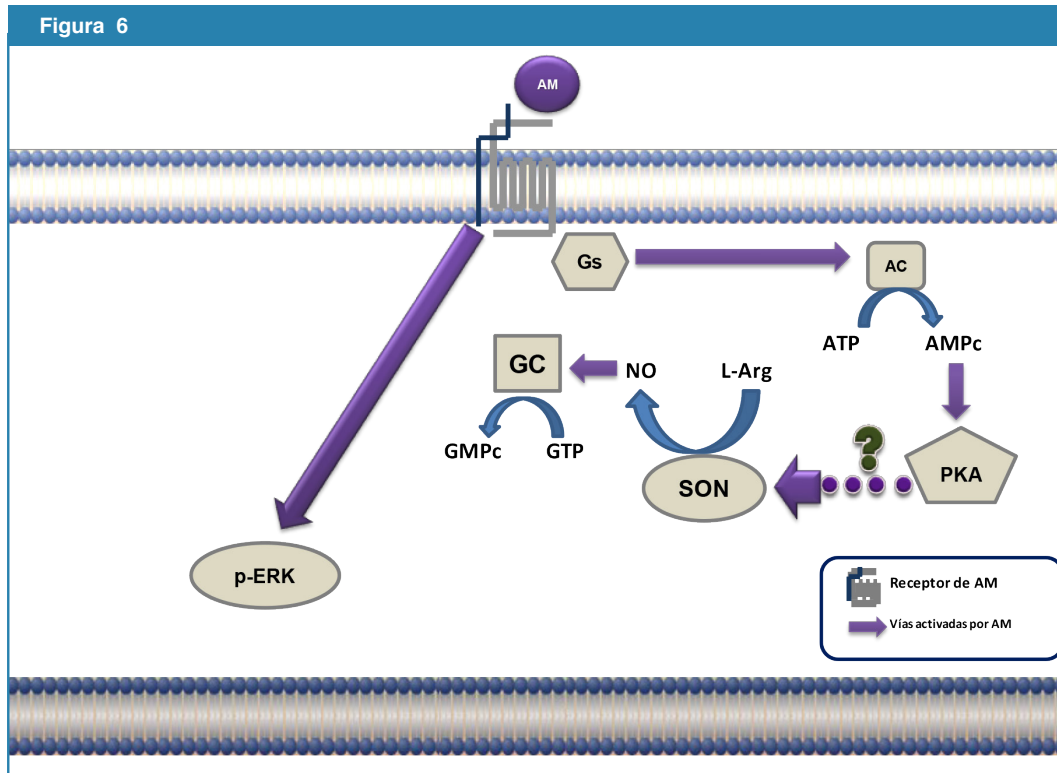 Figura 6
AM
Gs
AC
ATP
AMPc
GC
NO
L-Arg
GMPc
GTP
?
SON
PKA
p-ERK
Receptor de AM
Vías activadas por AM